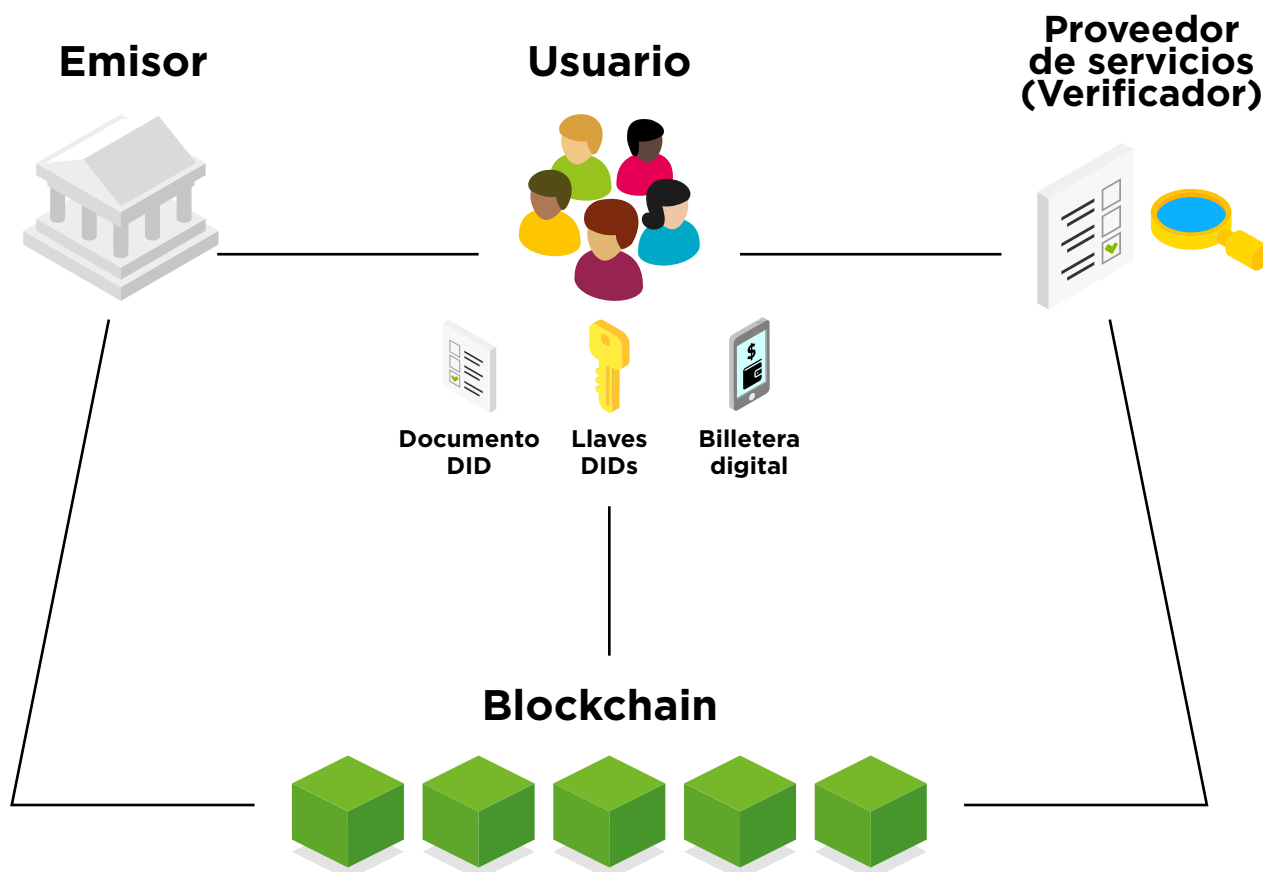 Emisor
Usuario
Proveedor
de servicios
(Verificador)
$
Documento
DID
Llaves
DIDs
Billetera
digital
Blockchain